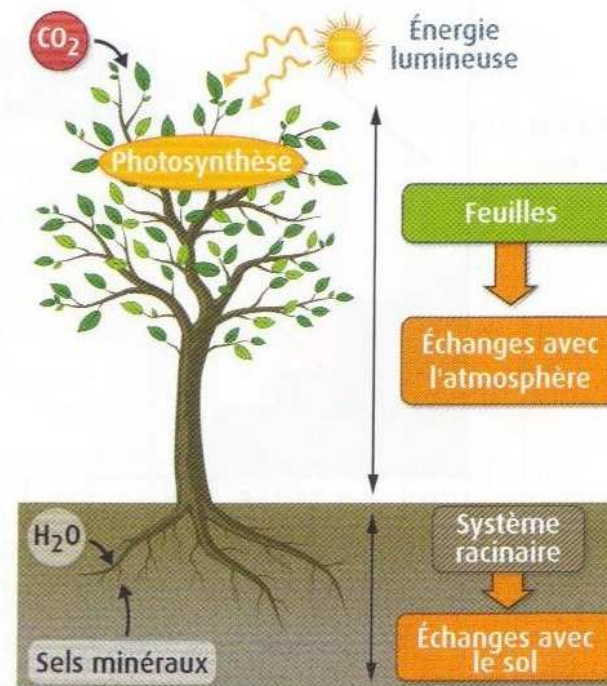 CO₂
Énergie
lumineuse
Photosynthèse
Feuilles
Échanges avec
l'atmosphère
H₂O
Système
racinaire
Sels minéraux
Échanges avec
le sol